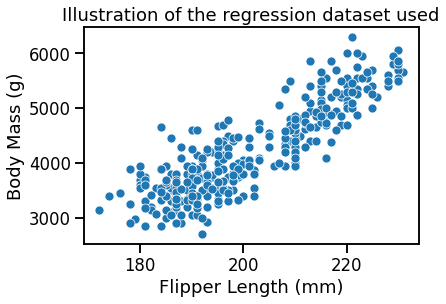 Illustration of the regression dataset used
6000
5000
4000
3000
Body Mass (g)
180
200
220
Flipper Length (mm)